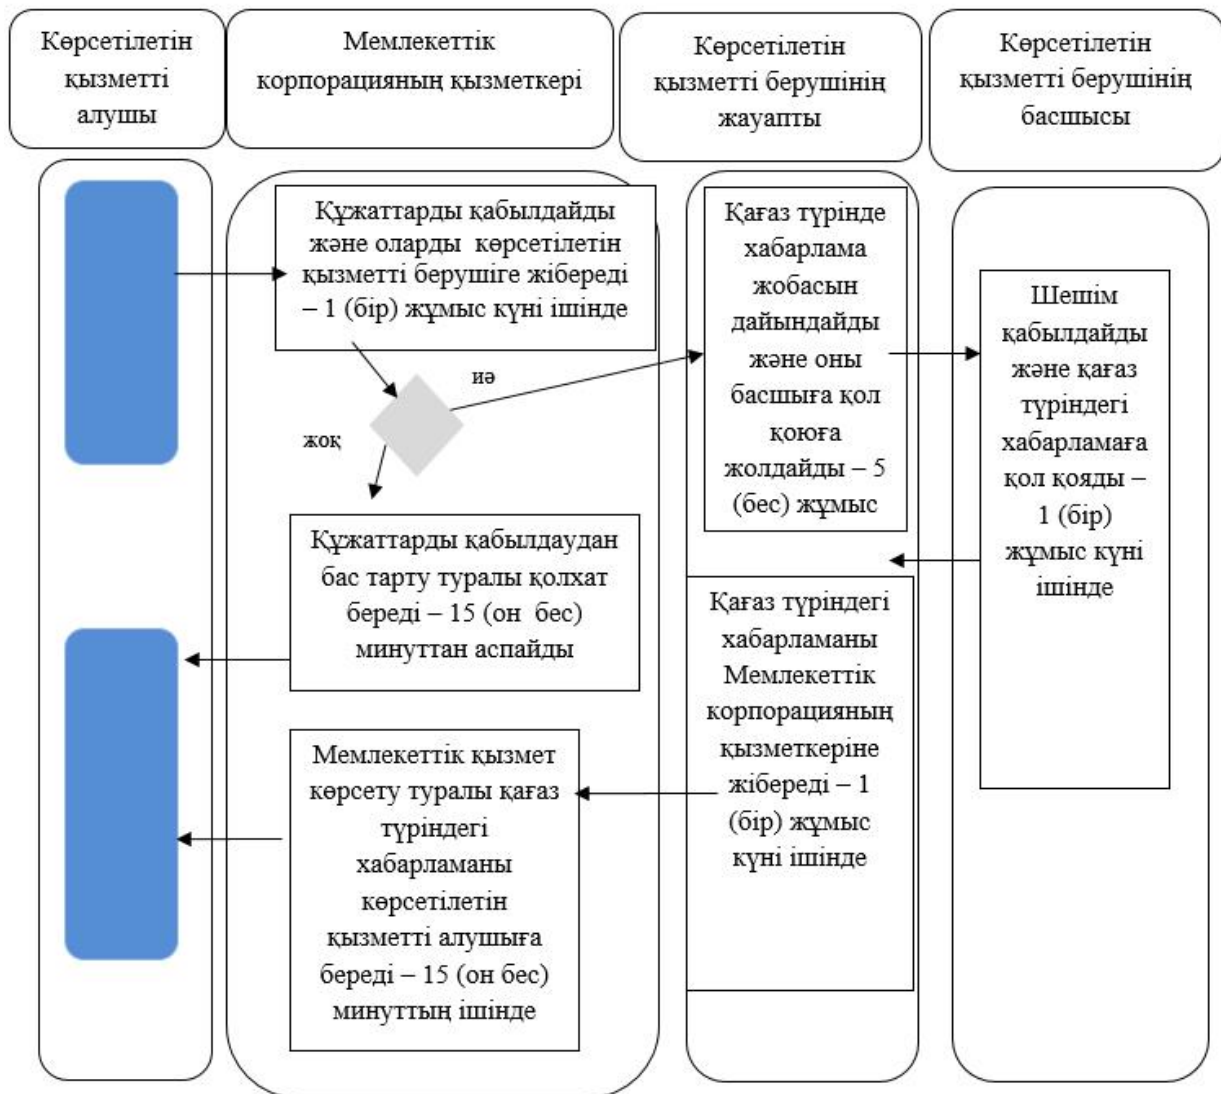 Көрсетілетін
қызметті
алушы
Мемлекеттік
корпорацияның қызметкері
Көрсетілетін
қызметті берушінің
жауапты
Көрсетілетін
қызметті берушінің
басшысы
Құжаттарды қабылдайды
және оларды көрсетілетін
қызметті берушіге жібереді
– 1 (бір) жұмыс күні ішінде
иә
жоқ
Құжаттарды қабылдаудан
бас тарту туралы қолхат
береді – 15 (он бес)
минуттан аспайды
Мемлекеттік қызмет
көрсету туралы қағаз
түріндегі
хабарламаны
көрсетілетін
қызметті алушыға
береді – 15 (он бес)
минуттың ішінде
Қағаз түрінде
хабарлама
жобасын
дайындайды
және оны
басшыға қол
қоюға
жолдайды – 5
(бес) жұмыс
Қағаз түріндегі
хабарламаны
Мемлекеттік
корпорацияның
қызметкеріне
жібереді – 1
(бір) жұмыс
күні ішінде
Шешім
қабылдайды
және қағаз
түріндегі
хабарламаға
қол қояды –
1 (бір)
жұмыс күні
ішінде